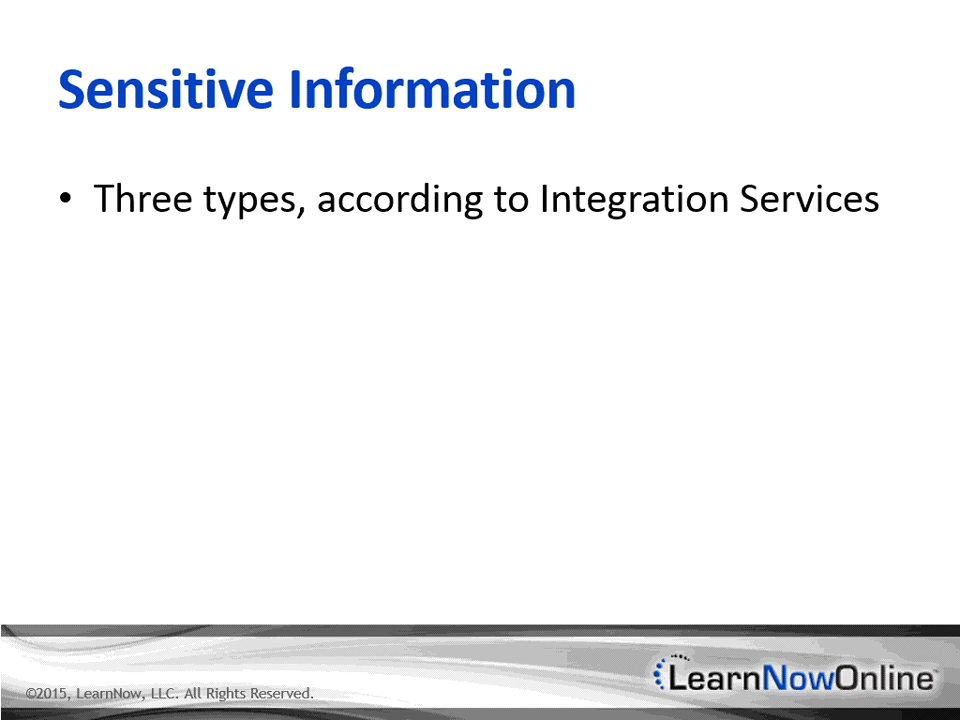 Sensitive Information
• Three types, according to Integration Services
©2015, LearnNow, LLC. All Rights Reserved.
LearnNowOnline